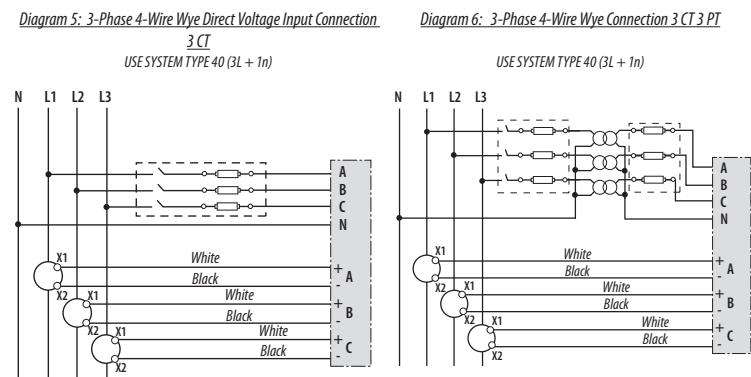 Diagram 5: 3-Phase 4-Wire Wye Direct Voltage Input Connection
3 CT
USE SYSTEM TYPE 40 (3L + 1n)
N L1 L2 L3
A
B
C
N
X1 White +
A
X2 Black -
X1 White +
B
X2 Black -
X1 White +
C
X2 Black -
Diagram 6: 3-Phase 4-Wire Wye Connection 3 CT 3 PT
USE SYSTEM TYPE 40 (3L + 1n)
N L1 L2 L3
A
B
C
N
X1 White +
A
X2 Black -
X1 White +
B
X2 Black -
X1 White +
C
X2 Black -